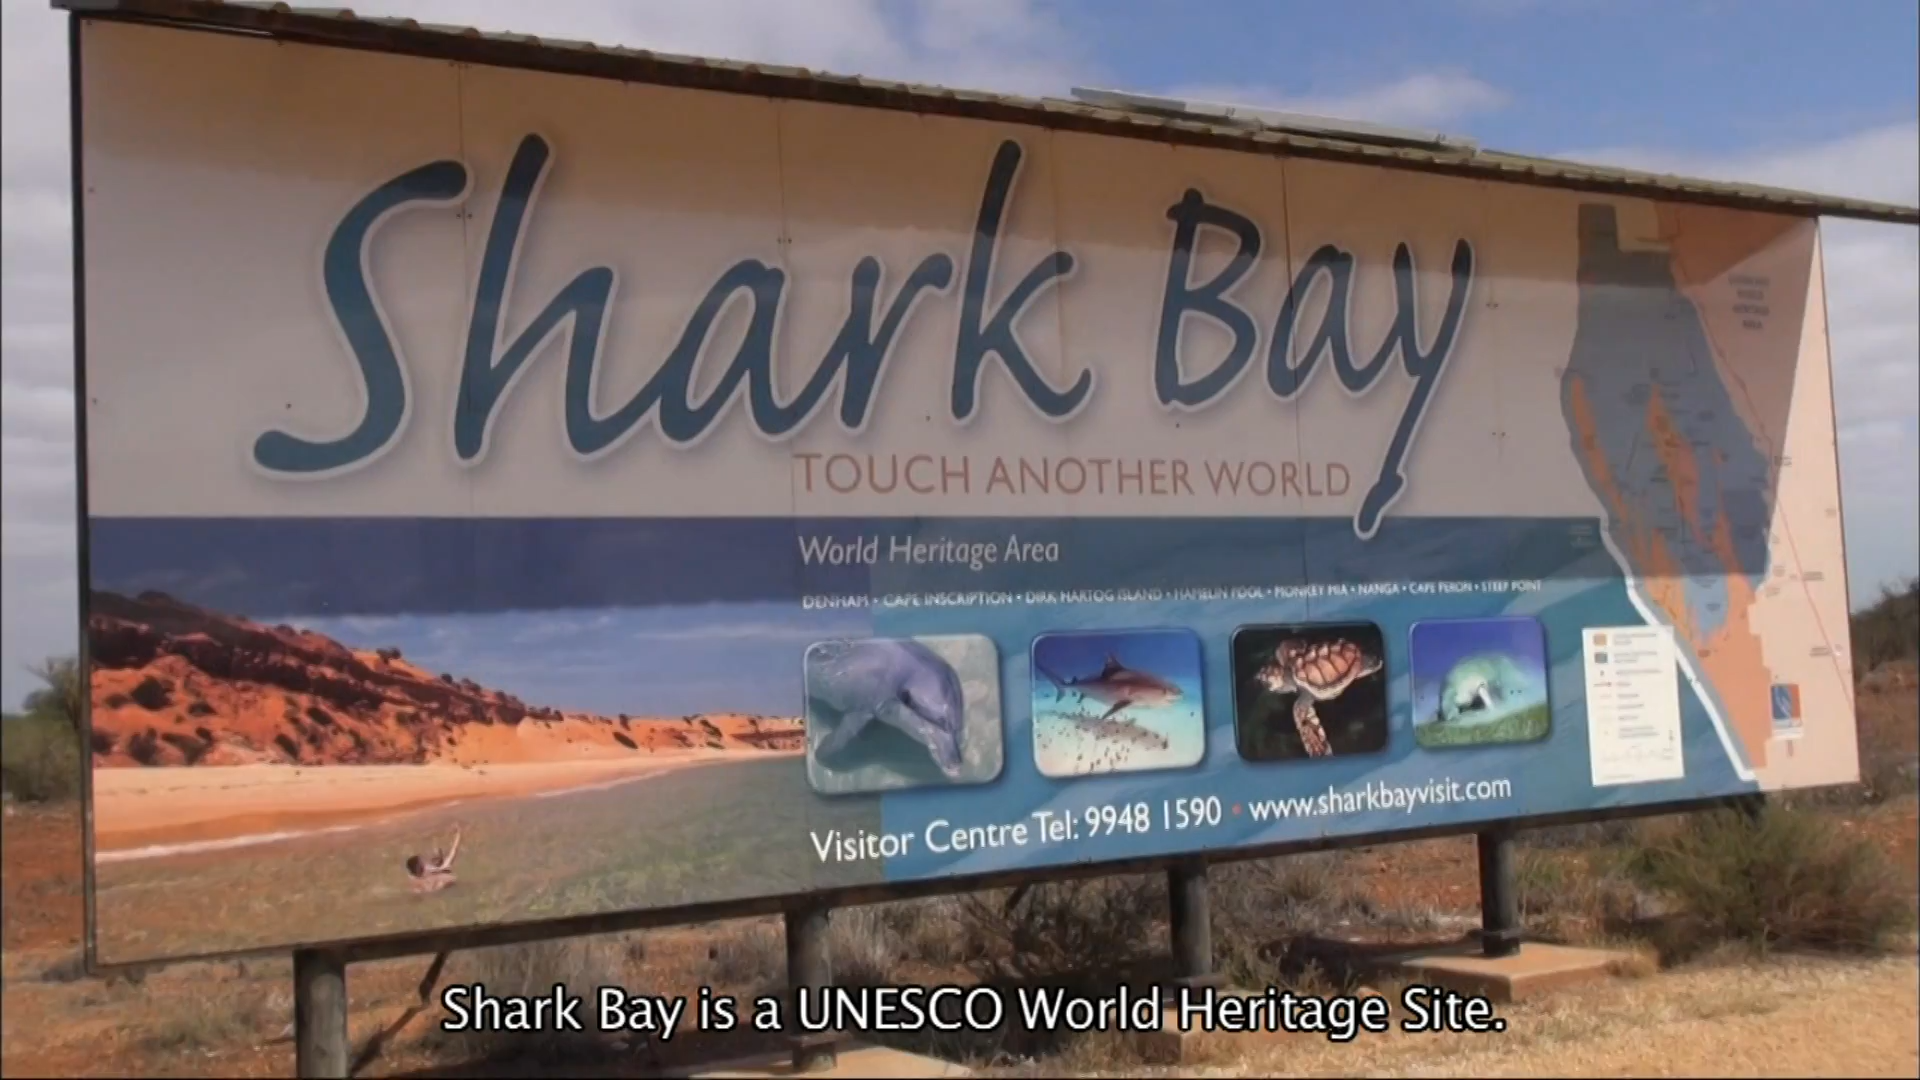 Shark Bay
TOUCH ANOTHER WORLD
World Heritage Area
DENHAM • CAPE INSCRIPTION • DIRK HARTOG ISLAND • HAMELIN POOL • MONKEY MIA • NANGA • CAPE PERON • STEEP POINT
Visitor Centre Tel: 9948 1590 • www.sharkbayvisit.com
Shark Bay is a UNESCO World Heritage Site.